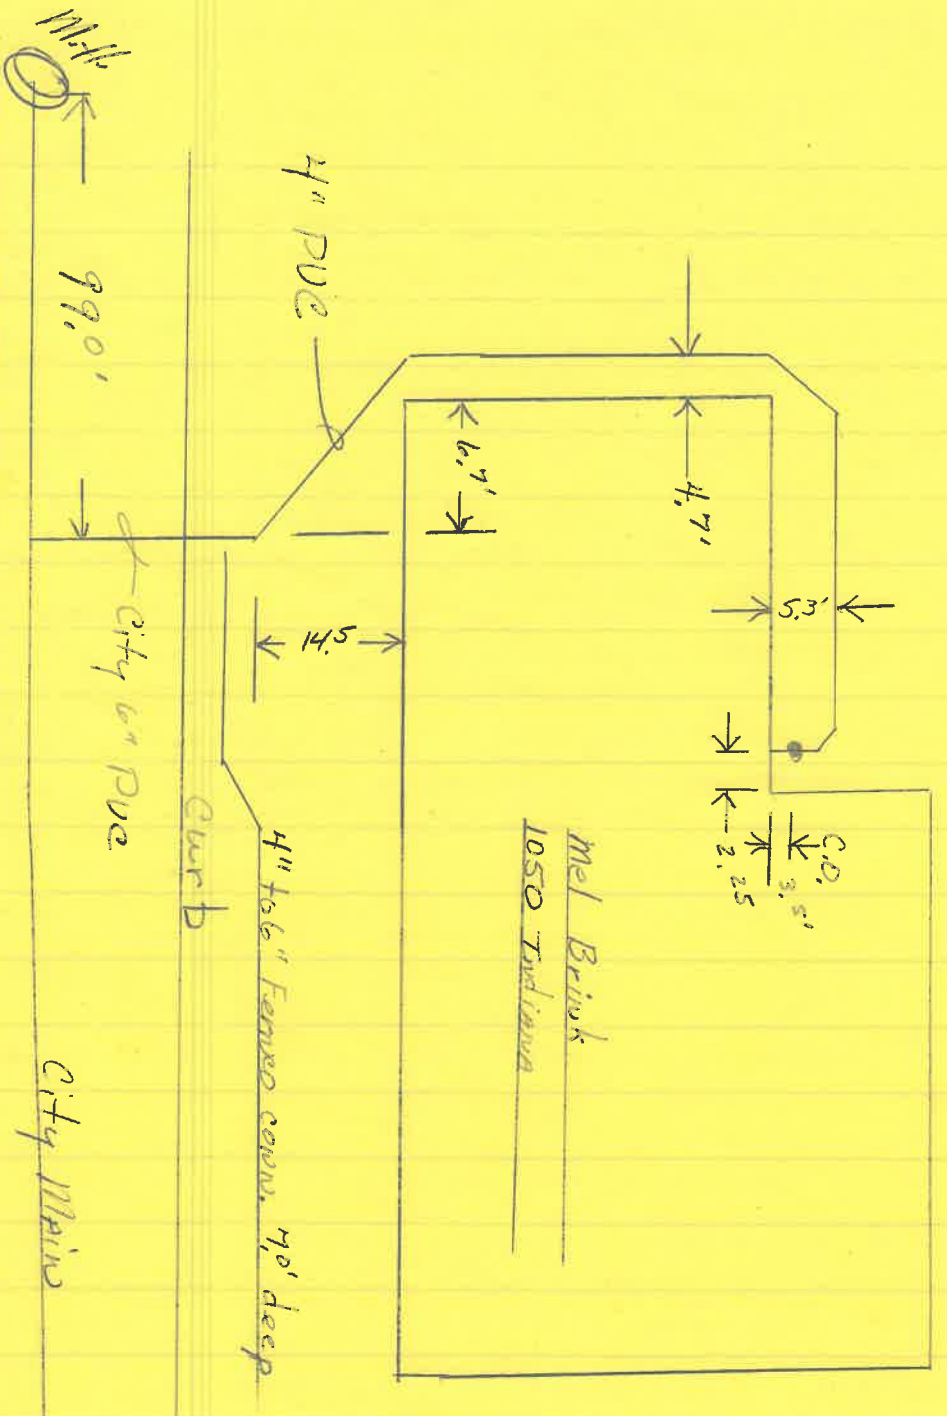 M.H.
99.0'
4" PVC
City 6" PVC
Curb
City Main
6.7'
4.7'
14.5
5.3'
2.25
C.O.
3.5'
Mel Brink
1050 Indiana
4" to 6" Fernco conn. 7.0' deep